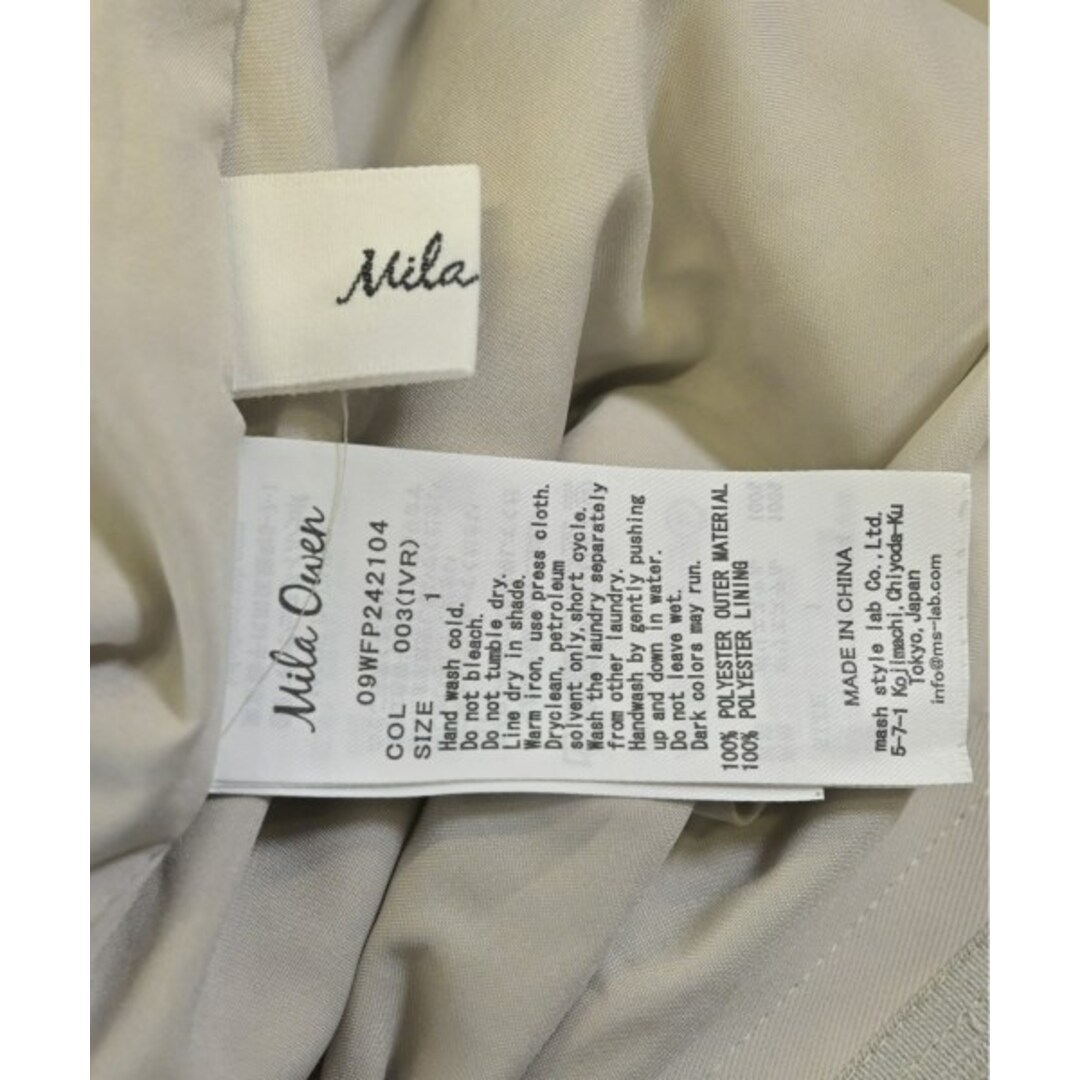 Mila
Mila Owen
09WFP242104
COL 003(IVR)
SIZE 1
Hand wash cold.
Do not bleach.
Do not tumble dry.
Line dry in shade.
Warm iron, use press cloth.
Dryclean, petroleum
solvent only,short cycle.
Wash the laundry separately
from other laundry.
Handwash by gently pushing
up and down in water.
Do not leave wet.
Dark colors may run.
100% POLYESTER OUTER MATERIAL
100% POLYESTER LINING
MADE IN CHINA
mash style lab Co.,Ltd.
5-7-1 Kojimachi,Chiyoda-Ku
Tokyo,Japan
info@ms-lab.com